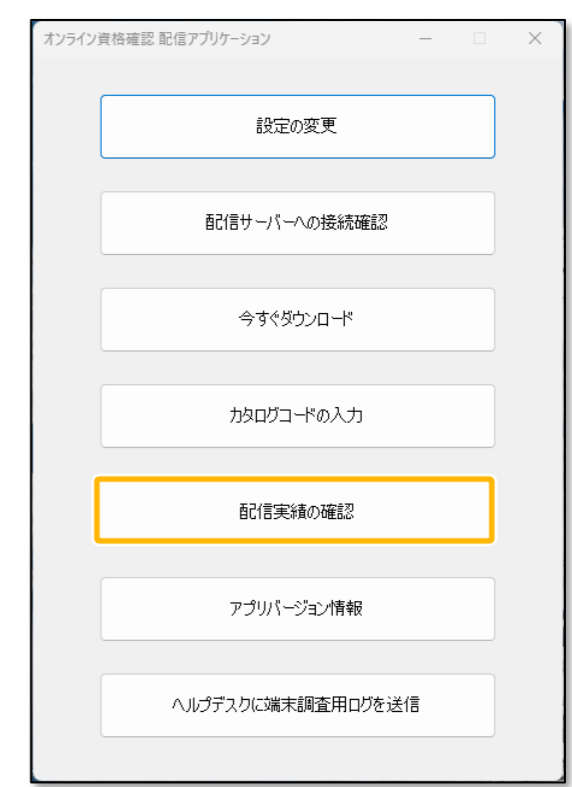 オンライン資格確認 配信アプリケーション
設定の変更
配信サーバーへの接続確認
今すぐダウンロード
カタログコードの入力
配信実績の確認
アプリバージョン情報
ヘルプデスクに端末調査用ログを送信